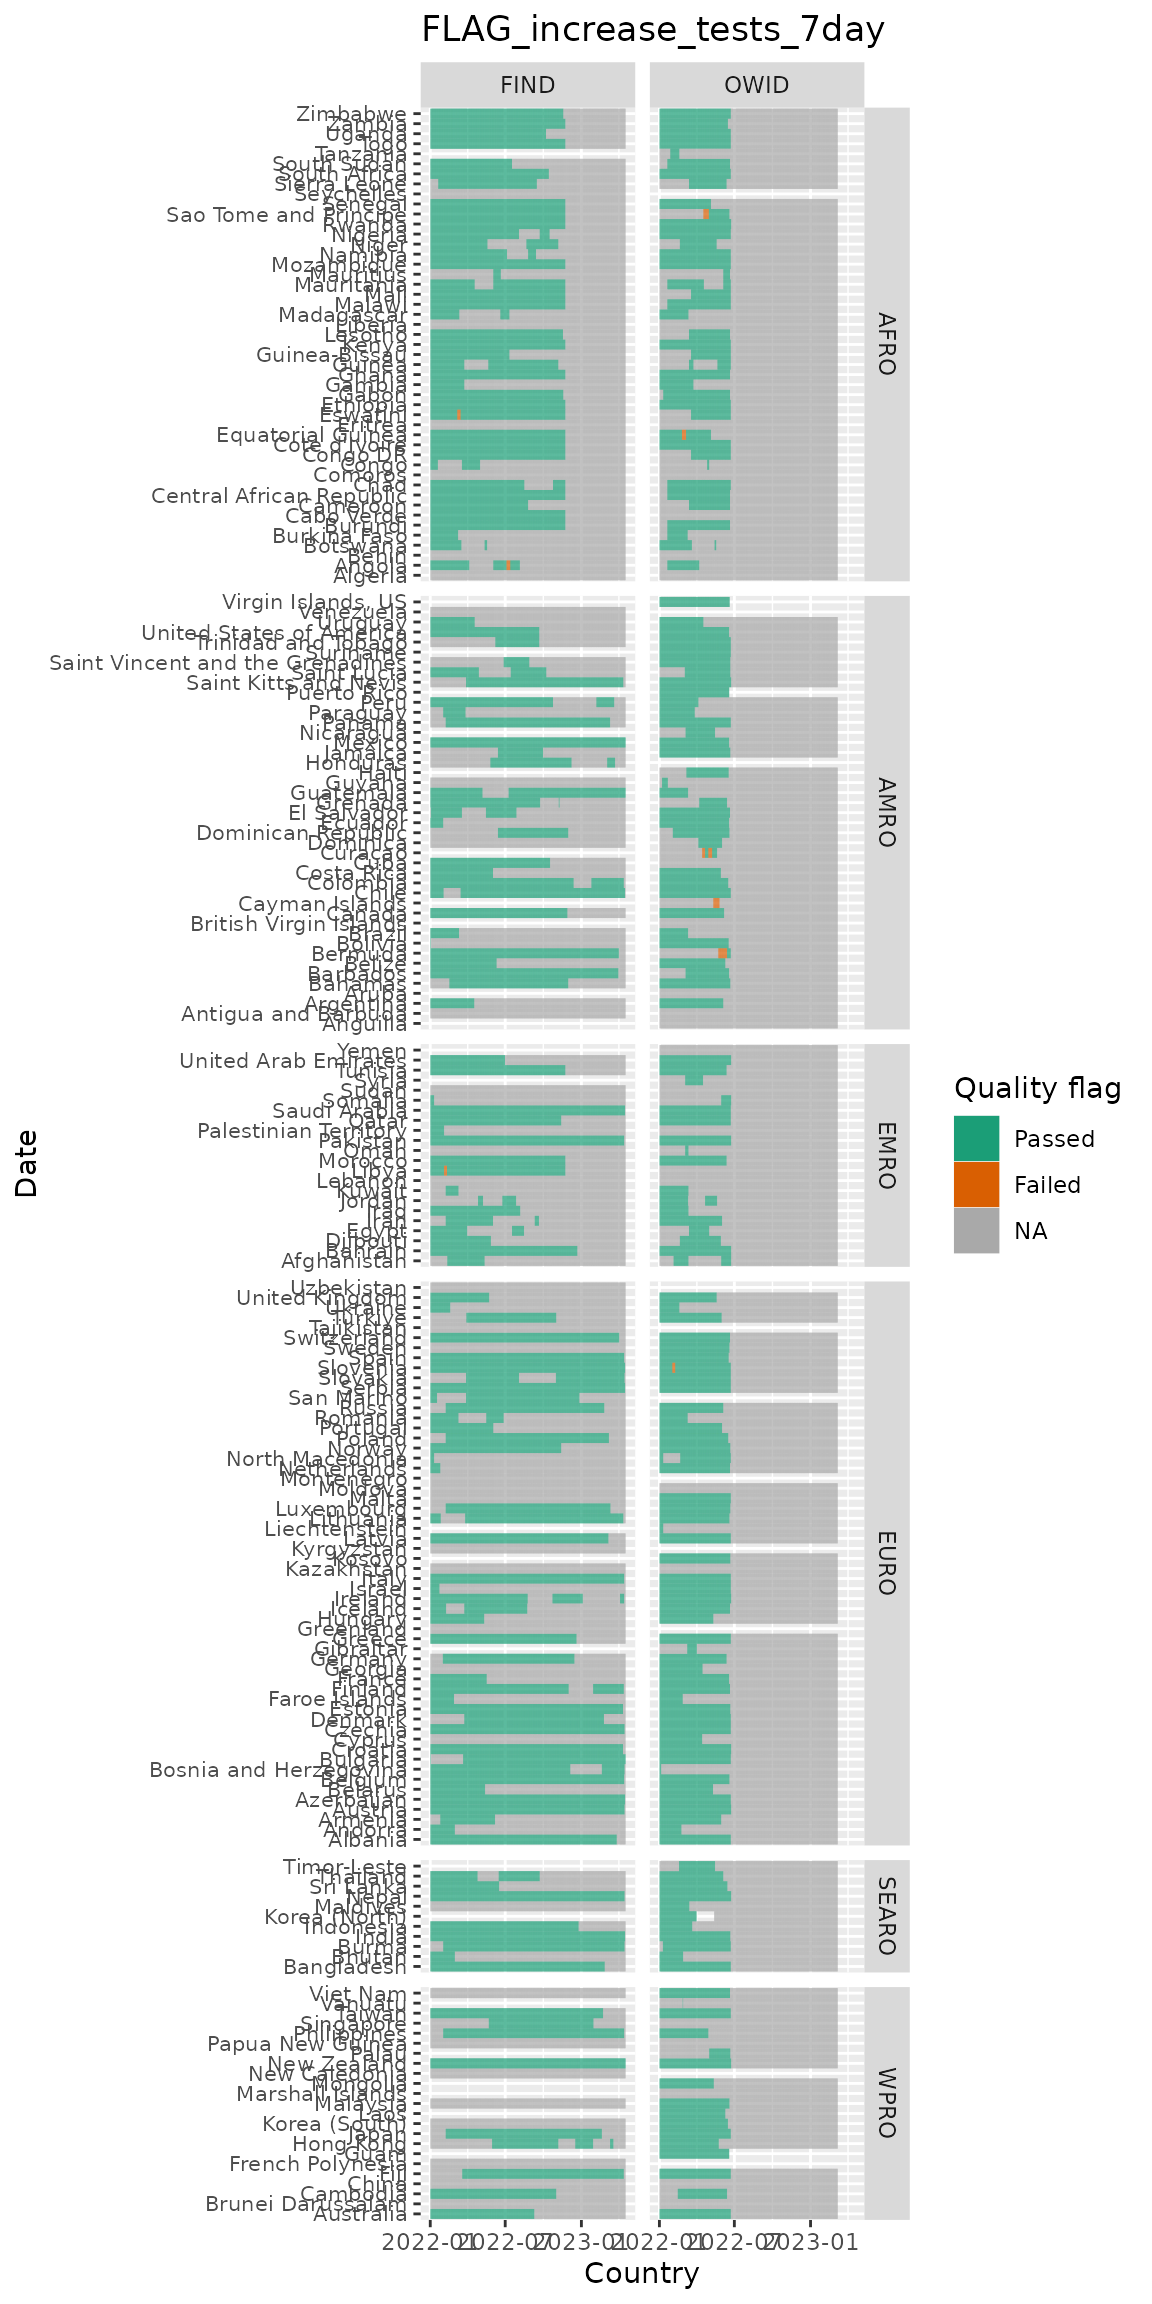 FLAG_increase_tests_7day
FIND
OWID
Zimbabwe
Zambia
Uganda
Togo
Tanzania
South Sudan
South Africa
Sierra Leone
Seychelles
Senegal
Sao Tome and Principe
Rwanda
Nigeria
Niger
Namibia
Mozambique
Mauritius
Mauritania
Mali
Malawi
Madagascar
Liberia
Lesotho
Kenya
Guinea-Bissau
Guinea
Ghana
Gambia
Gabon
Ethiopia
Eswatini
Eritrea
Equatorial Guinea
Cote d'Ivoire
Congo DR
Congo
Comoros
Chad
Central African Republic
Cameroon
Cabo Verde
Burundi
Burkina Faso
Botswana
Benin
Angola
Algeria
AFRO
Virgin Islands, US
Venezuela
Uruguay
United States of America
Trinidad and Tobago
Suriname
Saint Vincent and the Grenadines
Saint Lucia
Saint Kitts and Nevis
Puerto Rico
Peru
Paraguay
Panama
Nicaragua
Mexico
Jamaica
Honduras
Haiti
Guyana
Guatemala
Grenada
El Salvador
Ecuador
Dominican Republic
Dominica
Curacao
Cuba
Costa Rica
Colombia
Chile
Cayman Islands
Canada
British Virgin Islands
Brazil
Bolivia
Bermuda
Belize
Barbados
Bahamas
Aruba
Argentina
Antigua and Barbuda
Anguilla
AMRO
Yemen
United Arab Emirates
Tunisia
Syria
Sudan
Somalia
Saudi Arabia
Qatar
Palestinian Territory
Pakistan
Oman
Morocco
Libya
Lebanon
Kuwait
Jordan
Iraq
Iran
Egypt
Djibouti
Bahrain
Afghanistan
EMRO
Uzbekistan
United Kingdom
Ukraine
Türkiye
Tajikistan
Switzerland
Sweden
Spain
Slovenia
Slovakia
Serbia
San Marino
Russia
Romania
Portugal
Poland
Norway
North Macedonia
Netherlands
Montenegro
Moldova
Malta
Luxembourg
Lithuania
Liechtenstein
Latvia
Kyrgyzstan
Kosovo
Kazakhstan
Italy
Israel
Ireland
Iceland
Hungary
Greenland
Greece
Gibraltar
Germany
Georgia
France
Finland
Faroe Islands
Estonia
Denmark
Czechia
Cyprus
Croatia
Bulgaria
Bosnia and Herzegovina
Belgium
Belarus
Azerbaijan
Austria
Armenia
Andorra
Albania
EURO
Timor-Leste
Thailand
Sri Lanka
Nepal
Maldives
Korea (North)
Indonesia
India
Burma
Bhutan
Bangladesh
SEARO
Viet Nam
Vanuatu
Taiwan
Singapore
Philippines
Papua New Guinea
Palau
New Zealand
New Caledonia
Mongolia
Marshall Islands
Malaysia
Laos
Korea (South)
Japan
Hong Kong
Guam
French Polynesia
Fiji
China
Cambodia
Brunei Darussalam
Australia
WPRO
2022-01 2022-07 2023-01 2022-01 2022-07 2023-01
Country
Date
Quality flag
Passed
Failed
NA